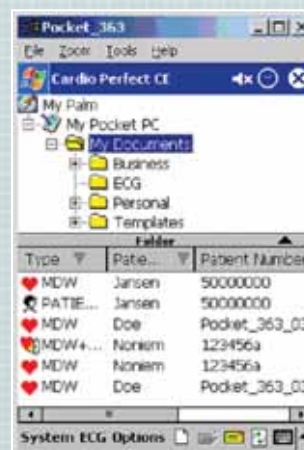 Pocket_363
File Zoom Tools Help
Cardio Perfect CE
My Palm
My Pocket PC
My Documents
Business
ECG
Personal
Templates
Folder
Type Patie... Patient Number
MDW Jansen 50000000
PATIE... Jansen 50000000
MDW Doe Pocket_363_03
MDW+... Noniem 123456a
MDW Noniem 123456a
MDW Doe Pocket_363_03
System ECG Options